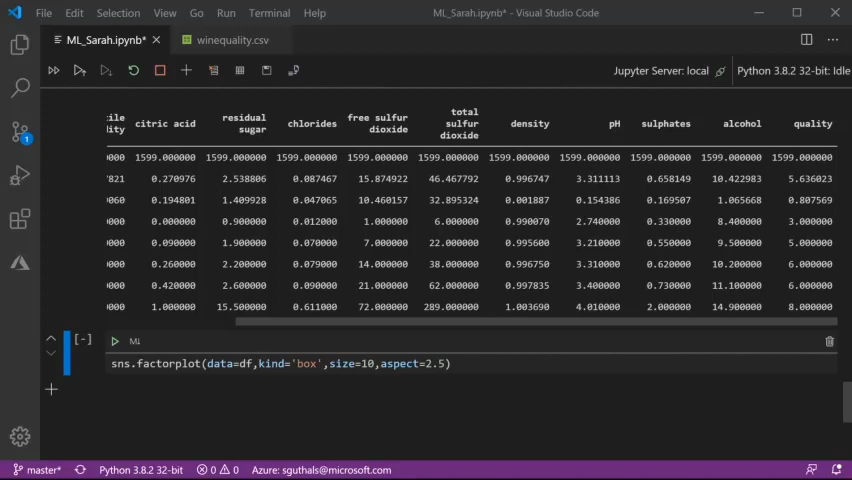 File Edit Selection View Go Run Terminal Help ML_Sarah.ipynb* - Visual Studio Code
ML_Sarah.ipynb* winequality.csv
Jupyter Server: local Python 3.8.2 32-bit: Idle
total
residual free sulfur sulfur
citric acid sugar chlorides dioxide dioxide density pH sulphates alcohol quality
1599.000000 1599.000000 1599.000000 1599.000000 1599.000000 1599.000000 1599.000000 1599.000000 1599.000000 1599.000000
0.270976 2.538806 0.087467 15.874922 46.467792 0.996747 3.311113 0.658149 10.422983 5.636023
0.194801 1.409928 0.047065 10.460157 32.895324 0.001887 0.154386 0.169507 1.065668 0.807569
0.000000 0.900000 0.012000 1.000000 6.000000 0.990070 2.740000 0.330000 8.400000 3.000000
0.090000 1.900000 0.070000 7.000000 22.000000 0.995600 3.210000 0.550000 9.500000 5.000000
0.260000 2.200000 0.079000 14.000000 38.000000 0.996750 3.310000 0.620000 10.200000 6.000000
0.420000 2.600000 0.090000 21.000000 62.000000 0.997835 3.400000 0.730000 11.100000 6.000000
1.000000 15.500000 0.611000 72.000000 289.000000 1.003690 4.010000 2.000000 14.900000 8.000000
[-] ML
sns.factorplot(data=df,kind='box',size=10,aspect=2.5)
1
master* Python 3.8.2 32-bit 0 0 Azure: sguthals@microsoft.com